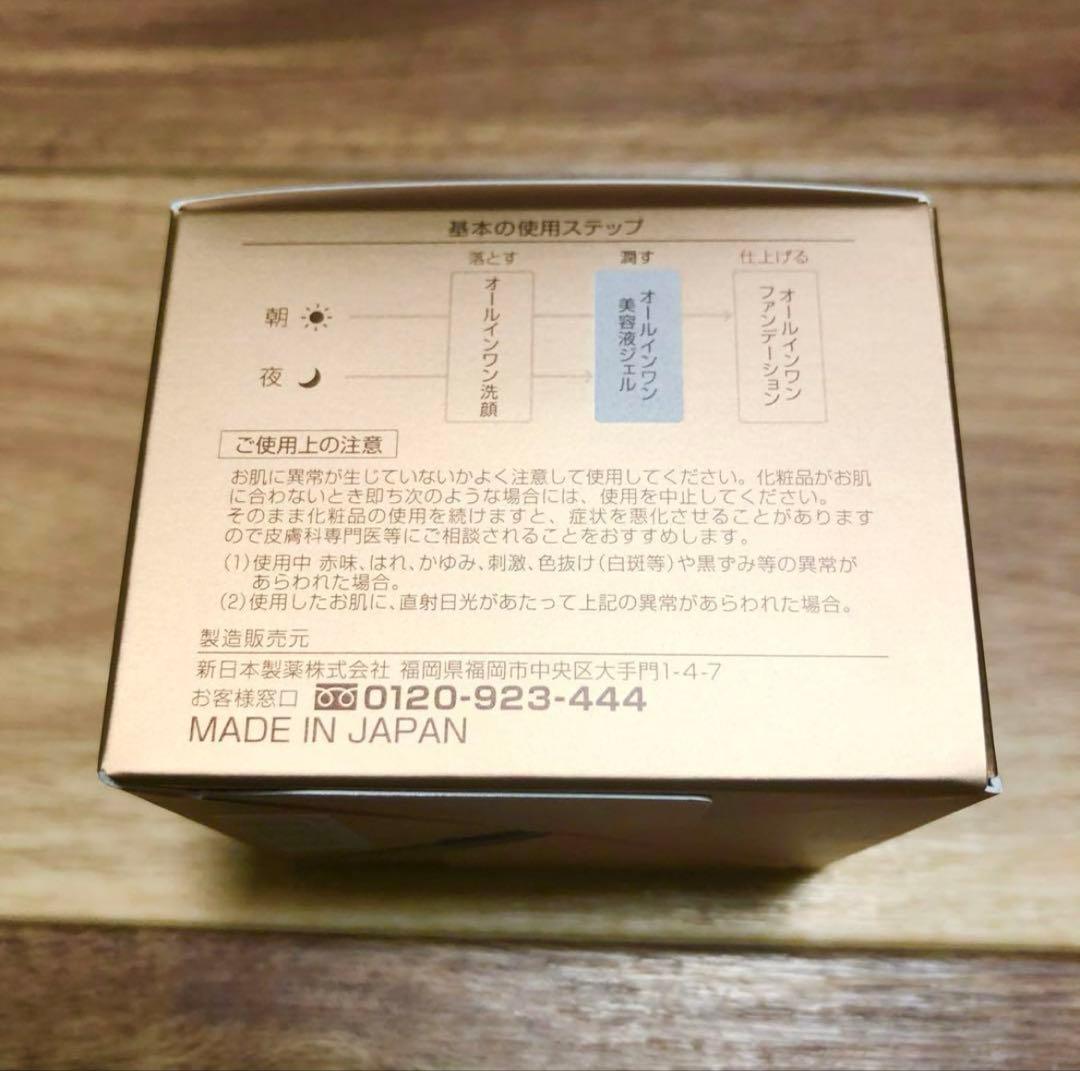 基本の使用ステップ
落とす 潤す 仕上げる
朝
夜
オールインワン洗顔
オールインワン
美容液ジェル
オールインワン
ファンデーション
ご使用上の注意
お肌に異常が生じていないかよく注意して使用してください。化粧品がお肌
に合わないとき即ち次のような場合には、使用を中止してください。
そのまま化粧品の使用を続けますと、症状を悪化させることがあります
ので皮膚科専門医等にご相談されることをおすすめします。
(1)使用中 赤味、はれ、かゆみ、刺激、色抜け(白斑等)や黒ずみ等の異常が
あらわれた場合。
(2)使用したお肌に、直射日光があたって上記の異常があらわれた場合。
製造販売元
新日本製薬株式会社 福岡県福岡市中央区大手門1-4-7
お客様窓口 0120-923-444
MADE IN JAPAN